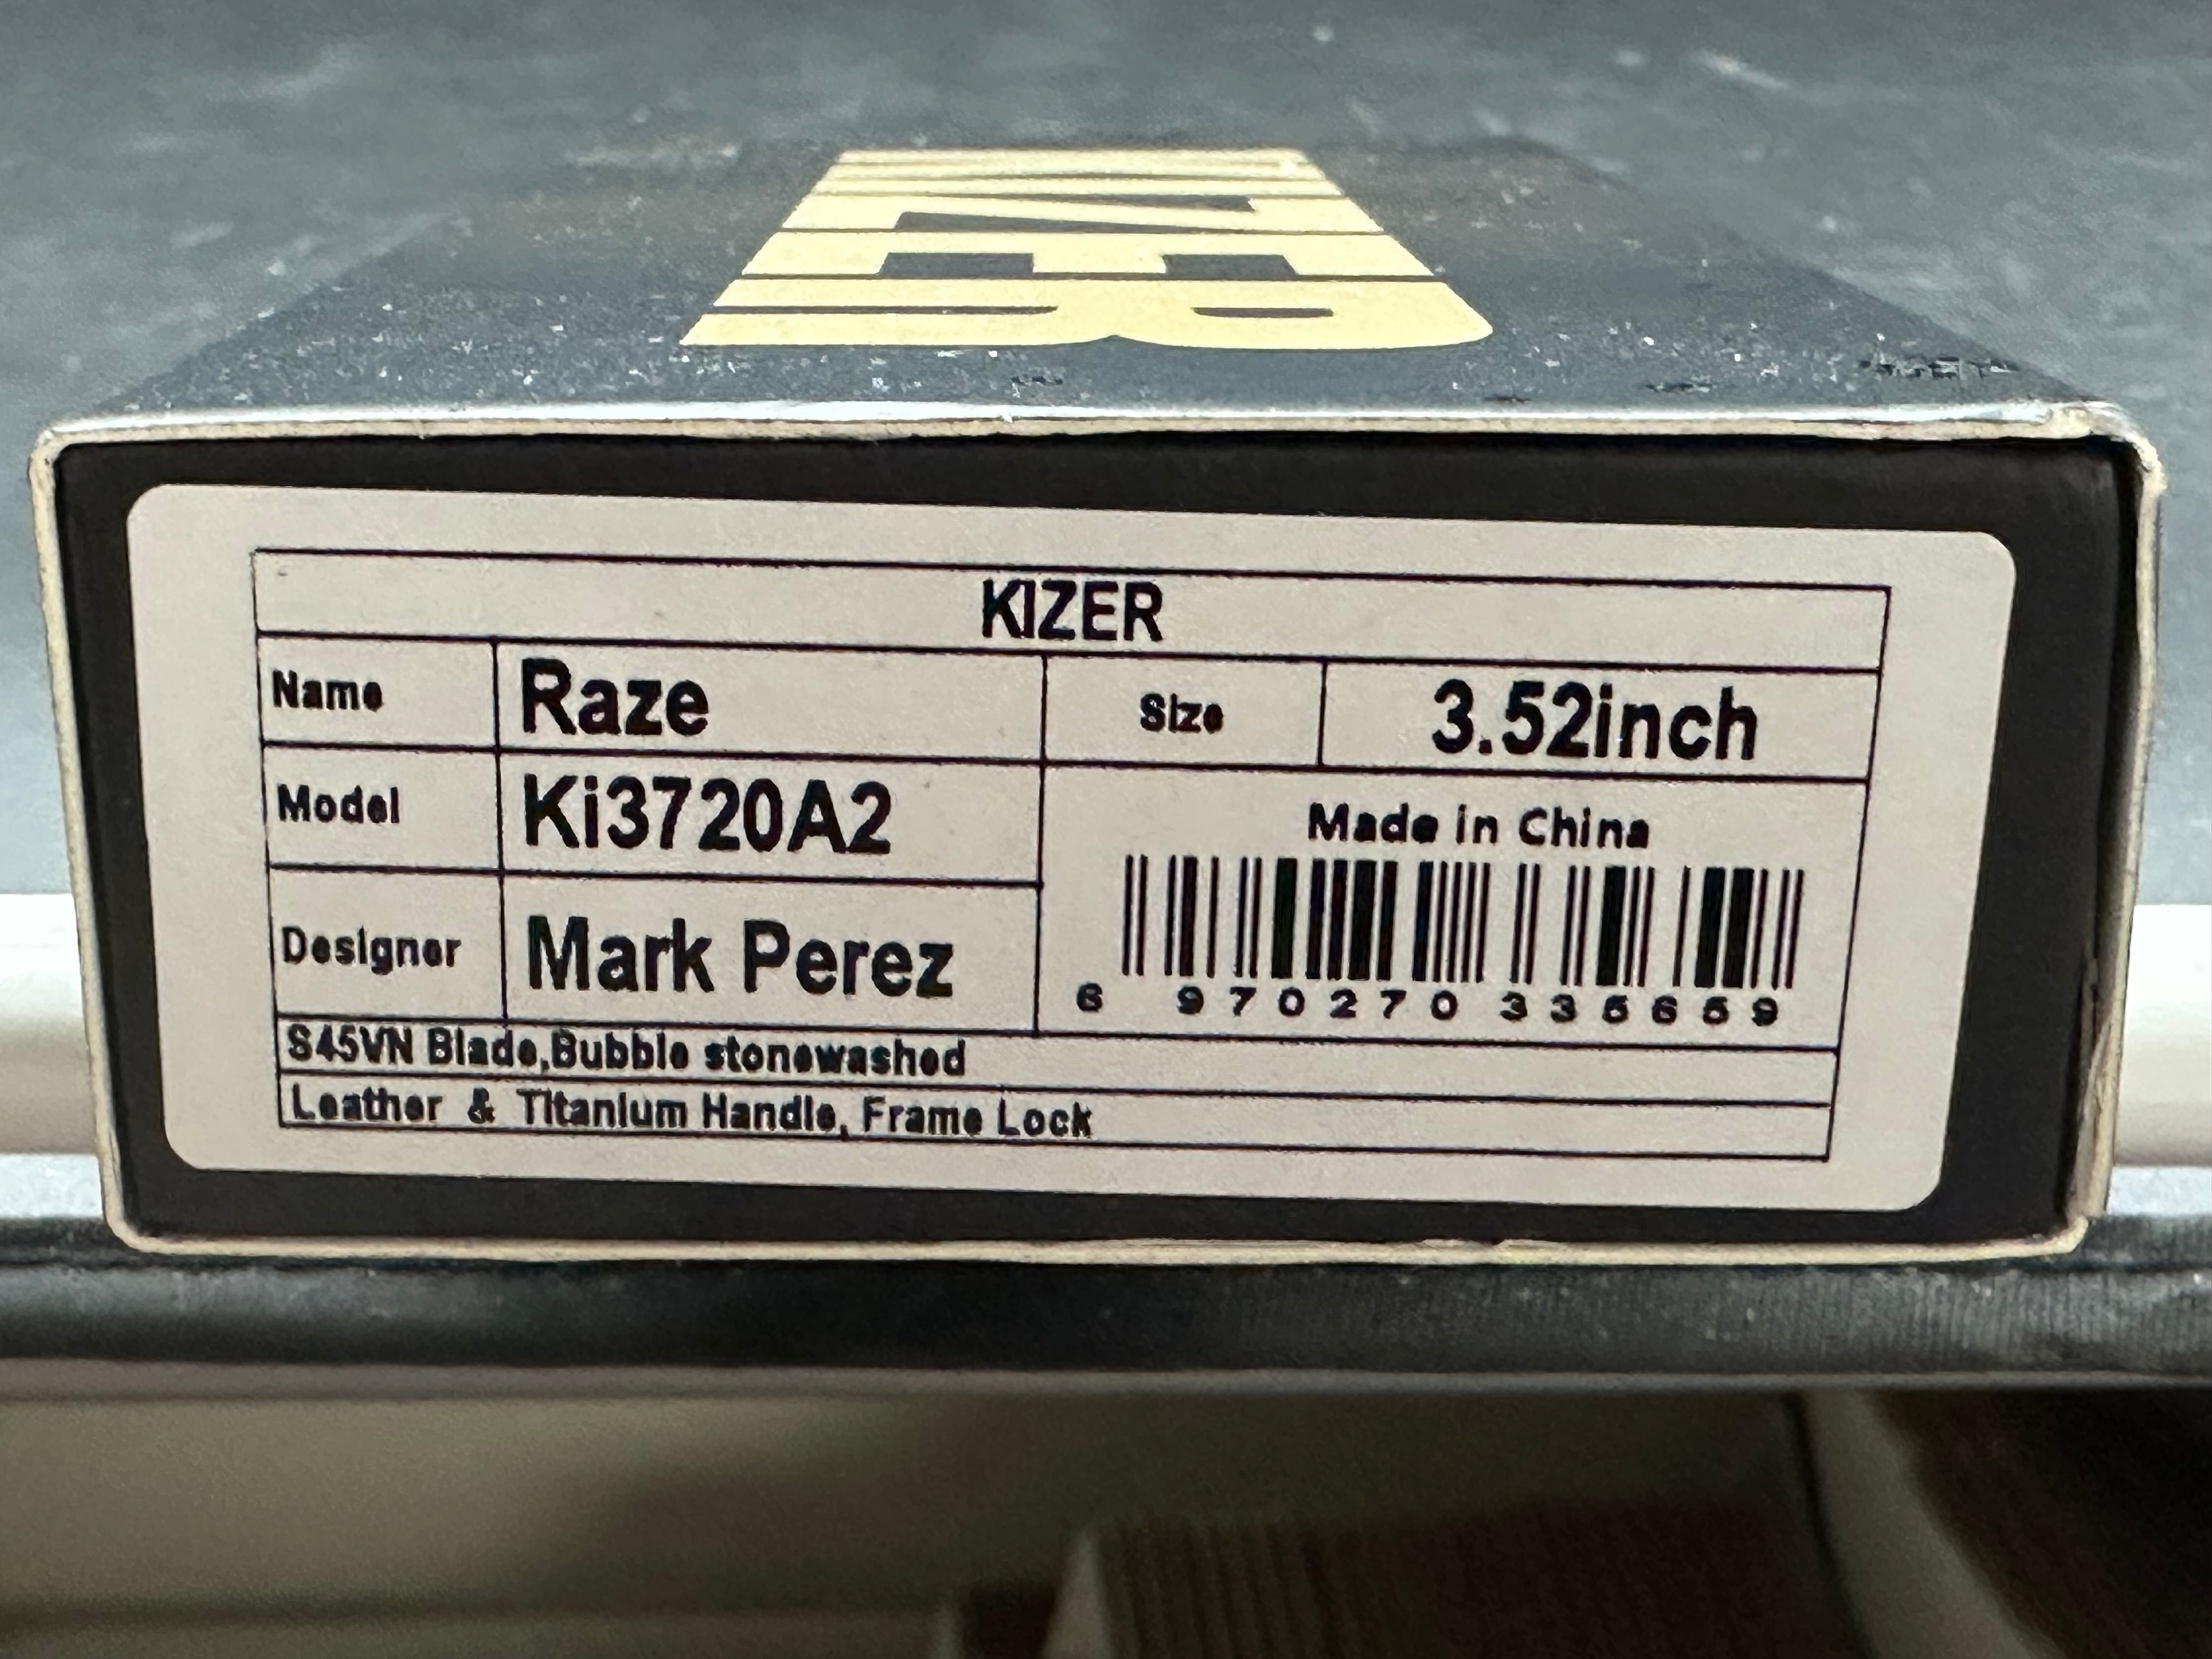 KIZER
Name Raze Size 3.52inch
Model Ki3720A2
Made in China
Designer Mark Perez
6 970270 335659
S45VN Blade,Bubble stonewashed
Leather & Titanium Handle, Frame Lock